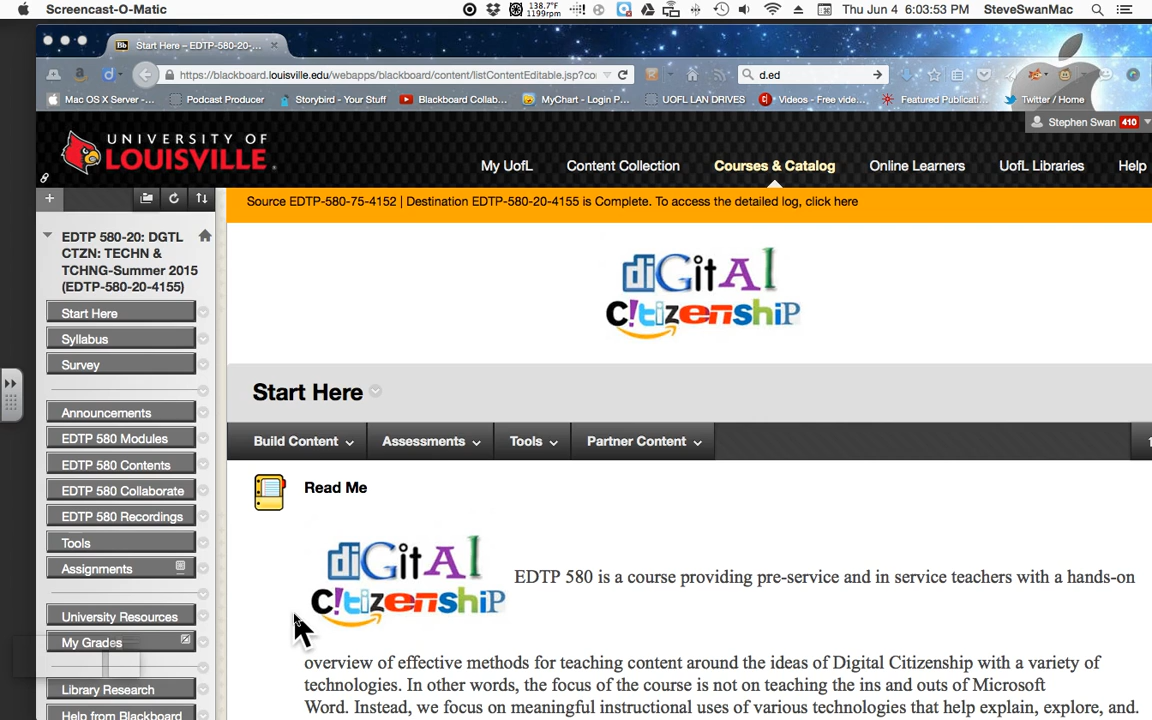 Screencast-O-Matic
138.7°F
1199rpm
Thu Jun 4 6:03:53 PM
SteveSwanMac
Bb
Start Here – EDTP-580-20-...
https://blackboard.louisville.edu/webapps/blackboard/content/listContentEditable.jsp?co
d.ed
Mac OS X Server -...
Podcast Producer
Storybird - Your Stuff
Blackboard Collab...
MyChart - Login P...
UOFL LAN DRIVES
Videos - Free vide...
Featured Publicati...
Twitter / Home
Stephen Swan 410
UNIVERSITY OF
LOUISVILLE.
My UofL
Content Collection
Courses & Catalog
Online Learners
UofL Libraries
Help
Source EDTP-580-75-4152 | Destination EDTP-580-20-4155 is Complete. To access the detailed log, click here
EDTP 580-20: DGTL
CTZN: TECHN &
TCHNG-Summer 2015
(EDTP-580-20-4155)
Start Here
Syllabus
Survey
Announcements
EDTP 580 Modules
EDTP 580 Contents
EDTP 580 Collaborate
EDTP 580 Recordings
Tools
Assignments
University Resources
My Grades
Library Research
Help from Blackboard
diGitAl
C!tizenshiP
Start Here
Build Content
Assessments
Tools
Partner Content
Read Me
diGitAl
C!tizenshiP
EDTP 580 is a course providing pre-service and in service teachers with a hands-on
overview of effective methods for teaching content around the ideas of Digital Citizenship with a variety of
technologies. In other words, the focus of the course is not on teaching the ins and outs of Microsoft
Word. Instead, we focus on meaningful instructional uses of various technologies that help explain, explore, and.